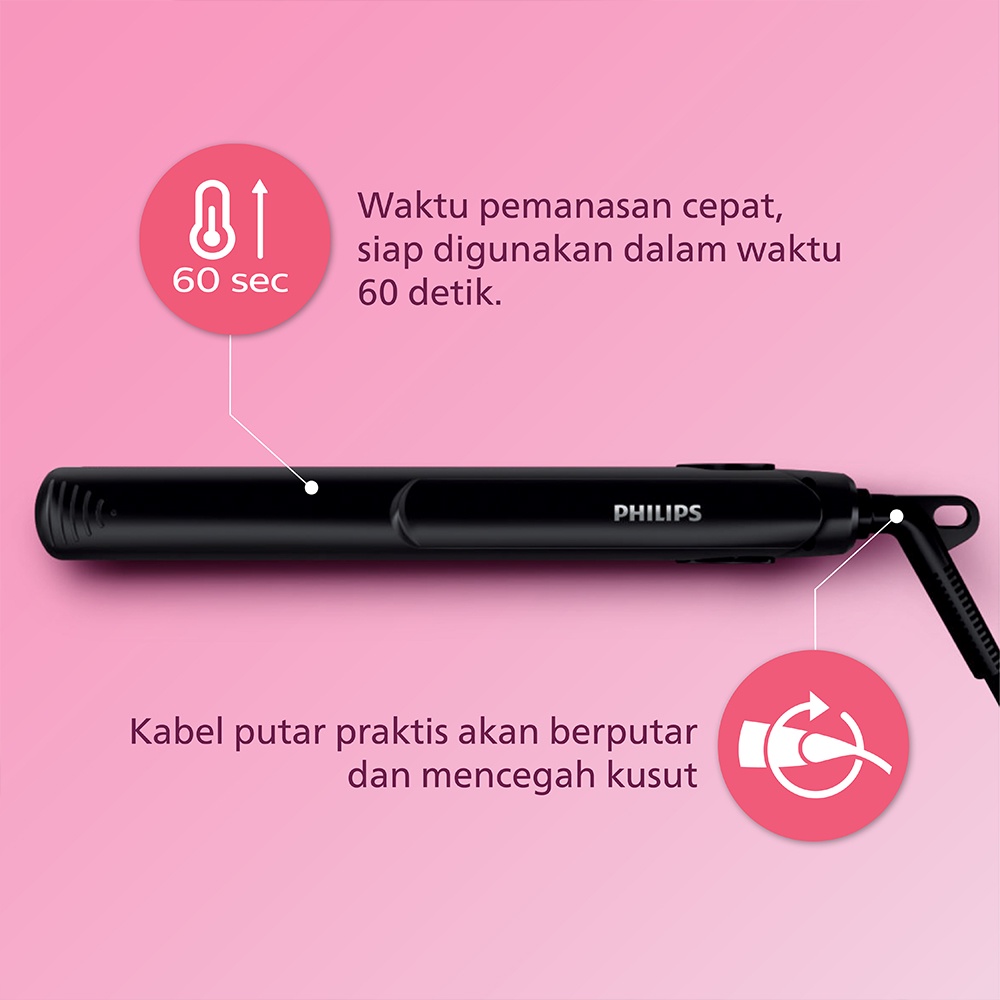 60 sec
Waktu pemanasan cepat,
siap digunakan dalam waktu
60 detik.
PHILIPS
Kabel putar praktis akan berputar
dan mencegah kusut